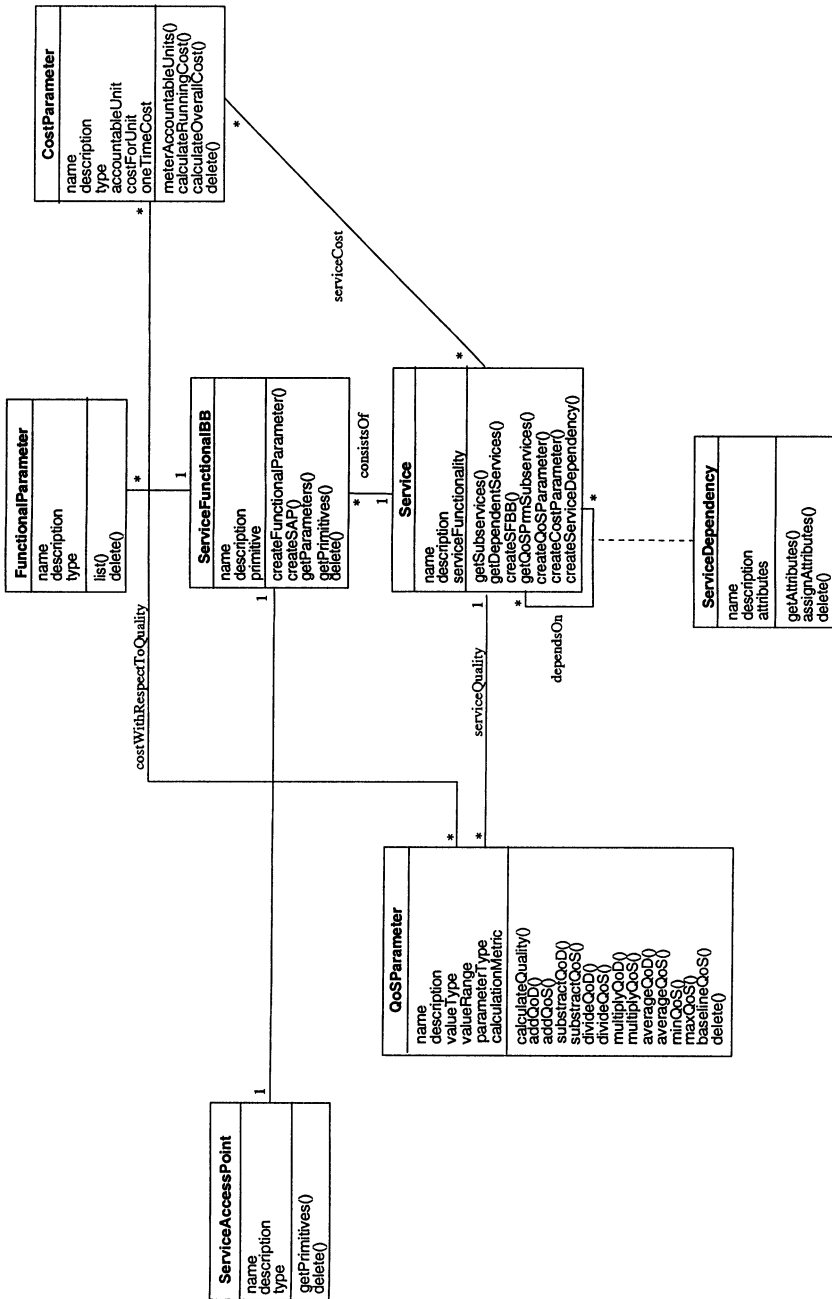 CostParameter
name
description
type
accountableUnit
costForUnit
oneTimeCost
meterAccountableUnits()
calculateRunningCost()
calculateOverallCost()
delete()
*
*
serviceCost
*
FunctionalParameter
name
description
type
list()
delete()
*
1
ServiceFunctionalBB
name
description
primitive
createFunctionalParameter()
createSAP()
getParameters()
getPrimitives()
delete()
1
*
consistsOf
1
Service
name
description
serviceFunctionality
getSubservices()
getDependentServices()
createSFBB()
getQoSPrmSubservices()
createQoSParameter()
createCostParameter()
createServiceDependency()
1
*
*
dependsOn
ServiceDependency
name
description
attributes
getAttributes()
assignAttributes()
delete()
costWithRespectToQuality
serviceQuality
*
*
QoSParameter
name
description
valueType
valueRange
parameterType
calculationMetric
calculateQuality()
addQoD()
addQoS()
substractQoD()
substractQoS()
divideQoD()
divideQoS()
multiplyQoD()
multiplyQoS()
averageQoD()
averageQoS()
minQoS()
maxQoS()
baselineQoS()
delete()
1
ServiceAccessPoint
name
description
type
getPrimitives()
delete()